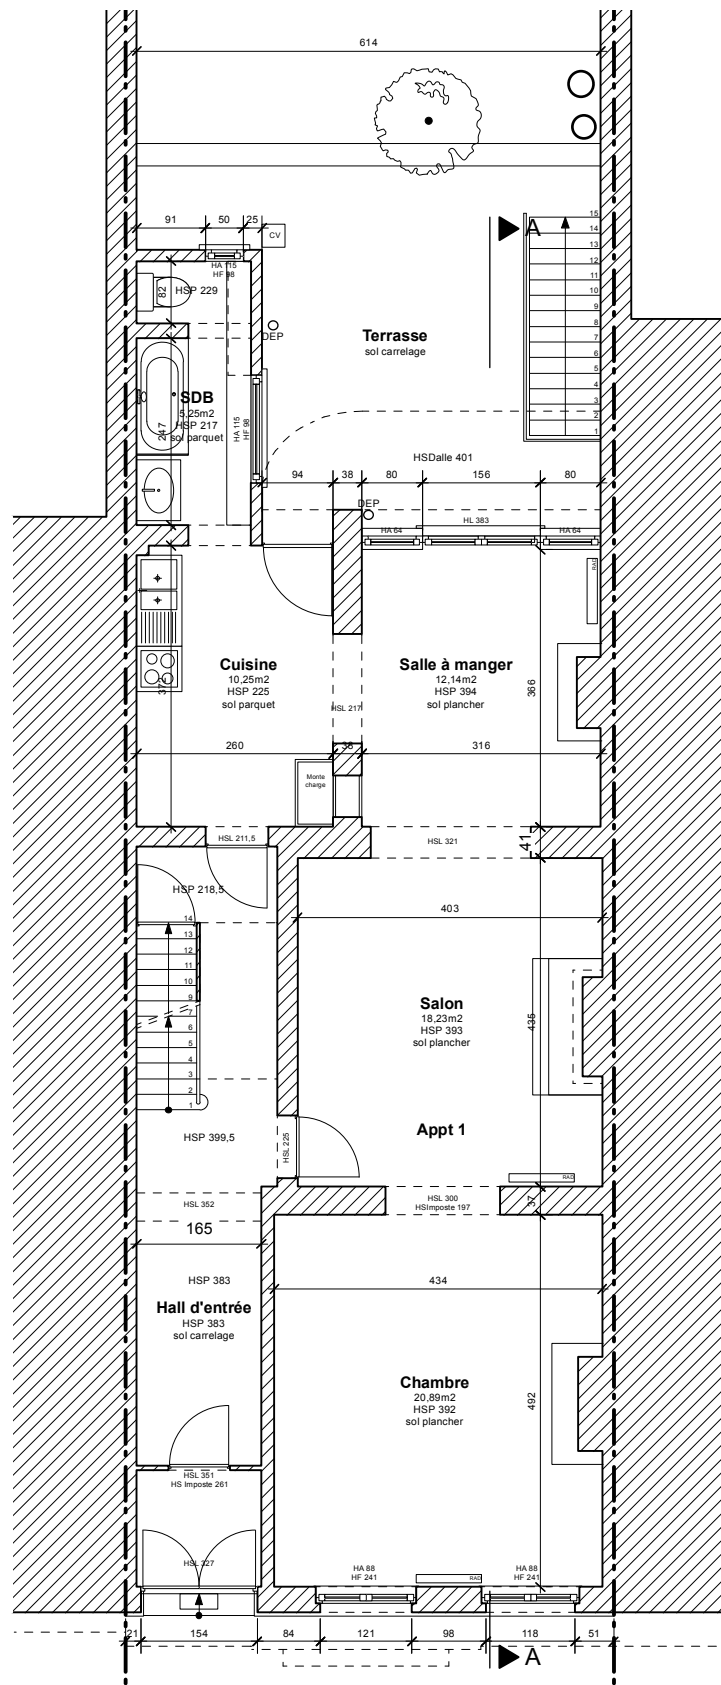 614
91 50 25
CV
A
15
14
13
12
11
10
9
8
7
6
5
4
3
2
1
HA 115
HF 98
82
HSP 229
DEP
Terrasse
sol carrelage
SDB
5,25m2
HSP 217
sol parquet
247
HA 115
HF 98
HSDalle 401
94 38 80 156 80
DEP
HA 64
HL 383
HA 64
RAD
Cuisine
10,25m2
HSP 225
sol parquet
372
Salle à manger
12,14m2
HSP 394
sol plancher
366
HSL 217
260 38 316
Monte
charge
HSL 211,5
HSL 321
41
HSP 218,5
403
14
13
12
11
10
9
7
6
5
4
3
2
1
Salon
18,23m2
HSP 393
sol plancher
435
Appt 1
HSP 399,5
HSL 225
RAD
HSL 352
HSL 300
HSImposte 197
37
165
HSP 383
434
Hall d'entrée
HSP 383
sol carrelage
Chambre
20,89m2
HSP 392
sol plancher
492
HSL 351
HS Imposte 261
HSL 327
HA 88
HF 241
RAD
HA 88
HF 241
21 154 84 121 98 118 51
A